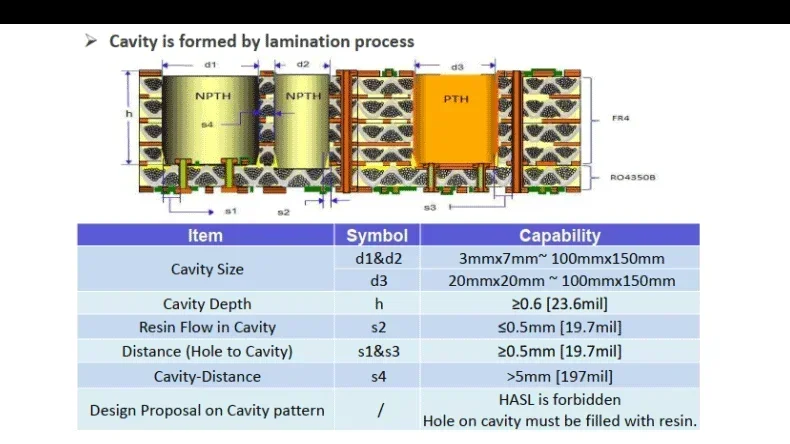 ➢ Cavity is formed by lamination process
d1 d2 d3
NPTH NPTH PTH
h
s4
FR4
RO4350B
s1 s2 s3
Item Symbol Capability
Cavity Size d1&d2 3mmx7mm~ 100mmx150mm
d3 20mmx20mm ~ 100mmx150mm
Cavity Depth h ≥0.6 [23.6mil]
Resin Flow in Cavity s2 ≤0.5mm [19.7mil]
Distance (Hole to Cavity) s1&s3 ≥0.5mm [19.7mil]
Cavity-Distance s4 >5mm [197mil]
Design Proposal on Cavity pattern / HASL is forbidden
Hole on cavity must be filled with resin.